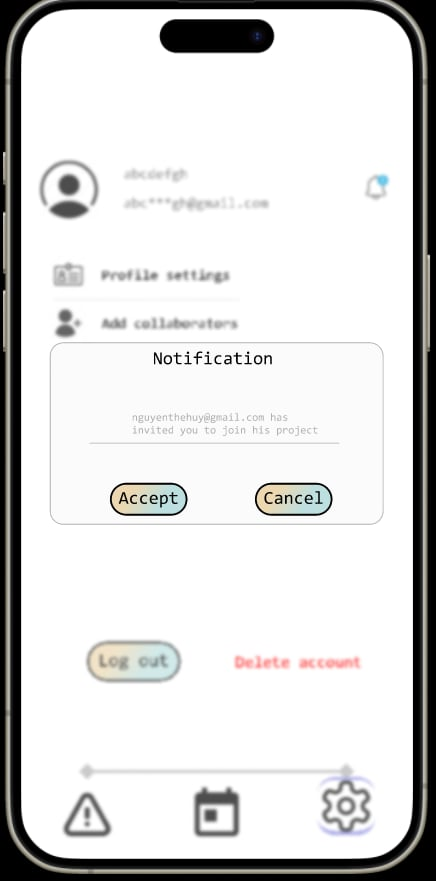 abcdefgh
abc***gh@gmail.com
Profile settings
Add collaborators
Notification
nguyenthehuy@gmail.com has
invited you to join his project
Accept
Cancel
Log out
Delete account